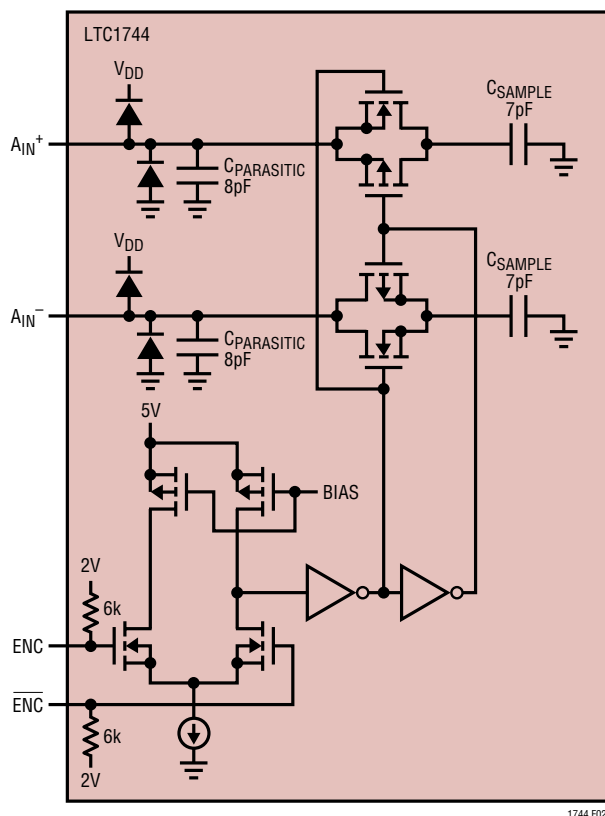 LTC1744
VDD
AIN+
CPARASITIC
8pF
CSAMPLE
7pF
VDD
AIN–
CPARASITIC
8pF
CSAMPLE
7pF
5V
BIAS
2V
6k
ENC
ENC
6k
2V
1744 F02